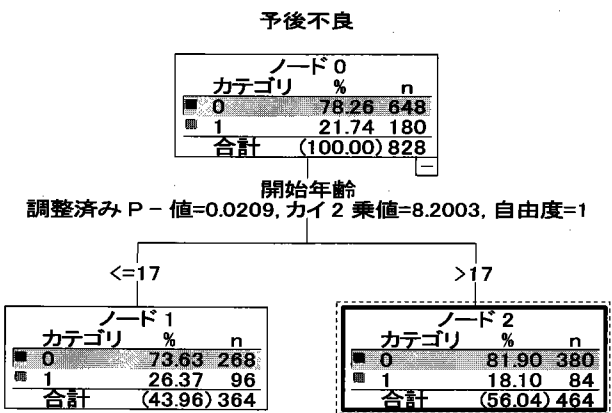 予後不良
ノード 0
カテゴリ % n
0 78.26 648
1 21.74 180
合計 (100.00) 828
開始年齢
調整済み P − 値=0.0209, カイ 2 乗値=8.2003, 自由度=1
<=17
>17
ノード 1
カテゴリ % n
0 73.63 268
1 26.37 96
合計 (43.96) 364
ノード 2
カテゴリ % n
0 81.90 380
1 18.10 84
合計 (56.04) 464